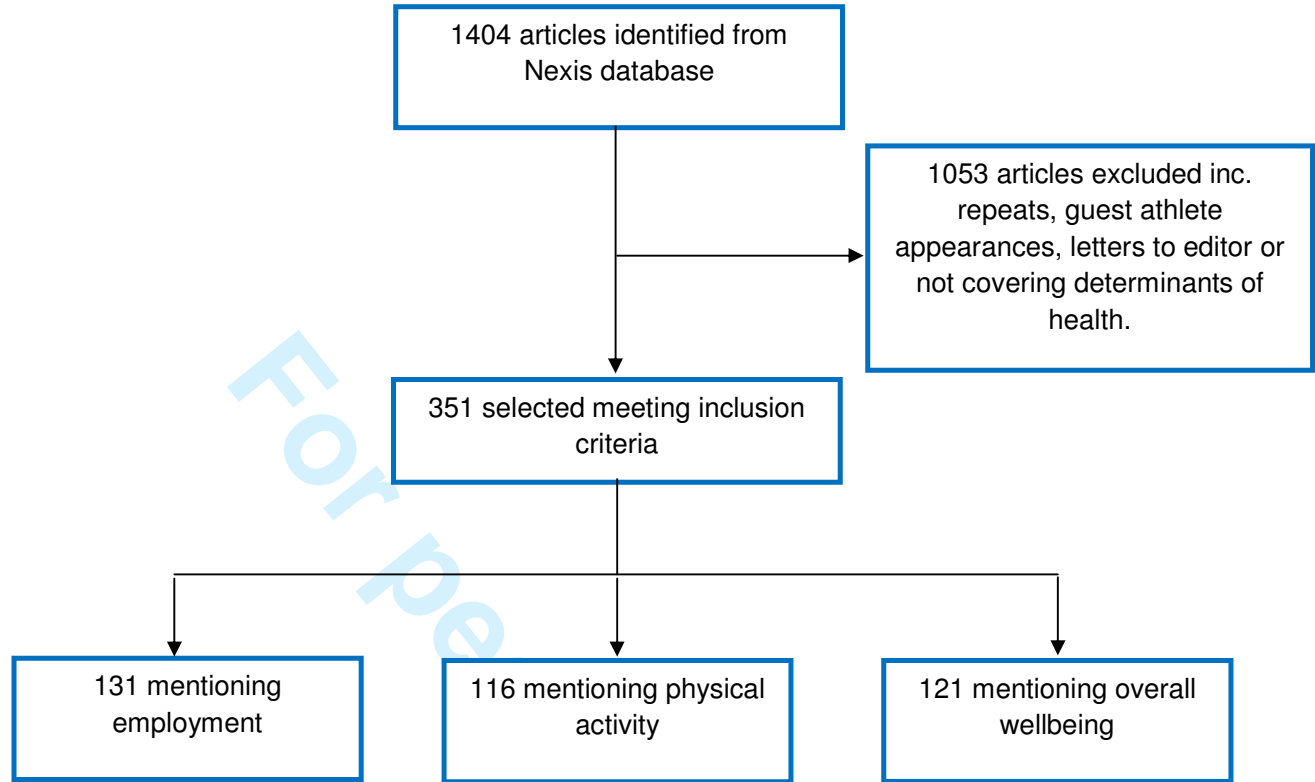 1404 articles identified from
Nexis database
1053 articles excluded inc.
repeats, guest athlete
appearances, letters to editor or
not covering determinants of
health.
351 selected meeting inclusion
criteria
For pe
131 mentioning
employment
116 mentioning physical
activity
121 mentioning overall
wellbeing